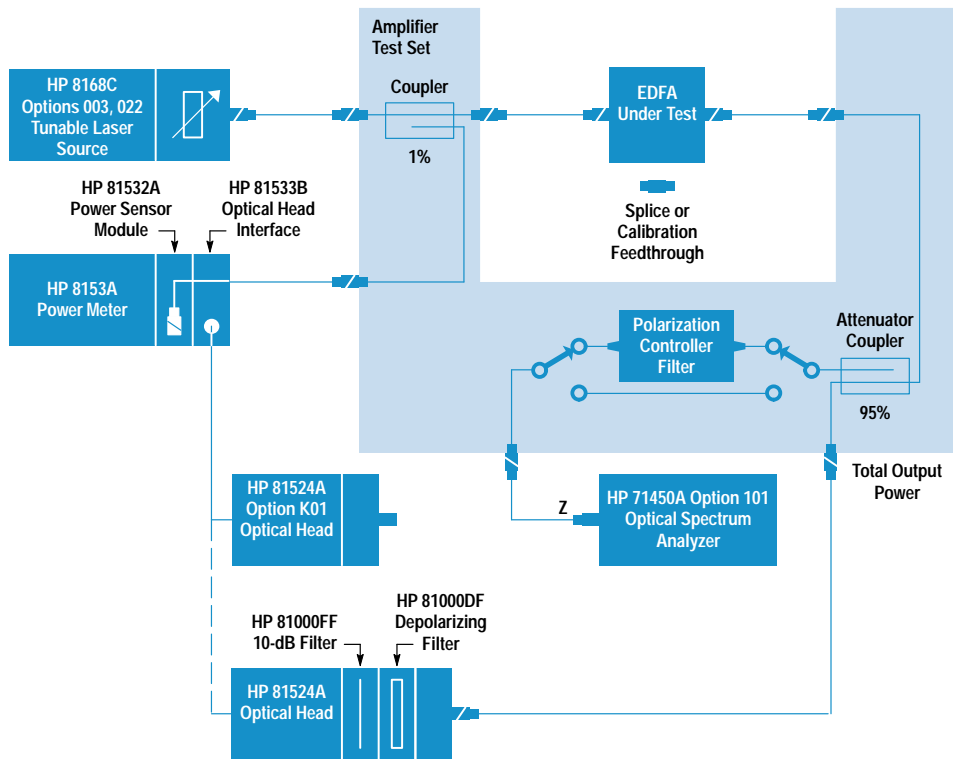 Amplifier
Test Set
HP 8168C
Options 003, 022
Tunable Laser
Source
Coupler
1%
EDFA
Under Test
Splice or
Calibration
Feedthrough
HP 81532A
Power Sensor
Module
HP 81533B
Optical Head
Interface
HP 8153A
Power Meter
Polarization
Controller
Filter
Attenuator
Coupler
95%
Total Output
Power
HP 81524A
Option K01
Optical Head
Z
HP 71450A Option 101
Optical Spectrum
Analyzer
HP 81000FF
10-dB Filter
HP 81000DF
Depolarizing
Filter
HP 81524A
Optical Head